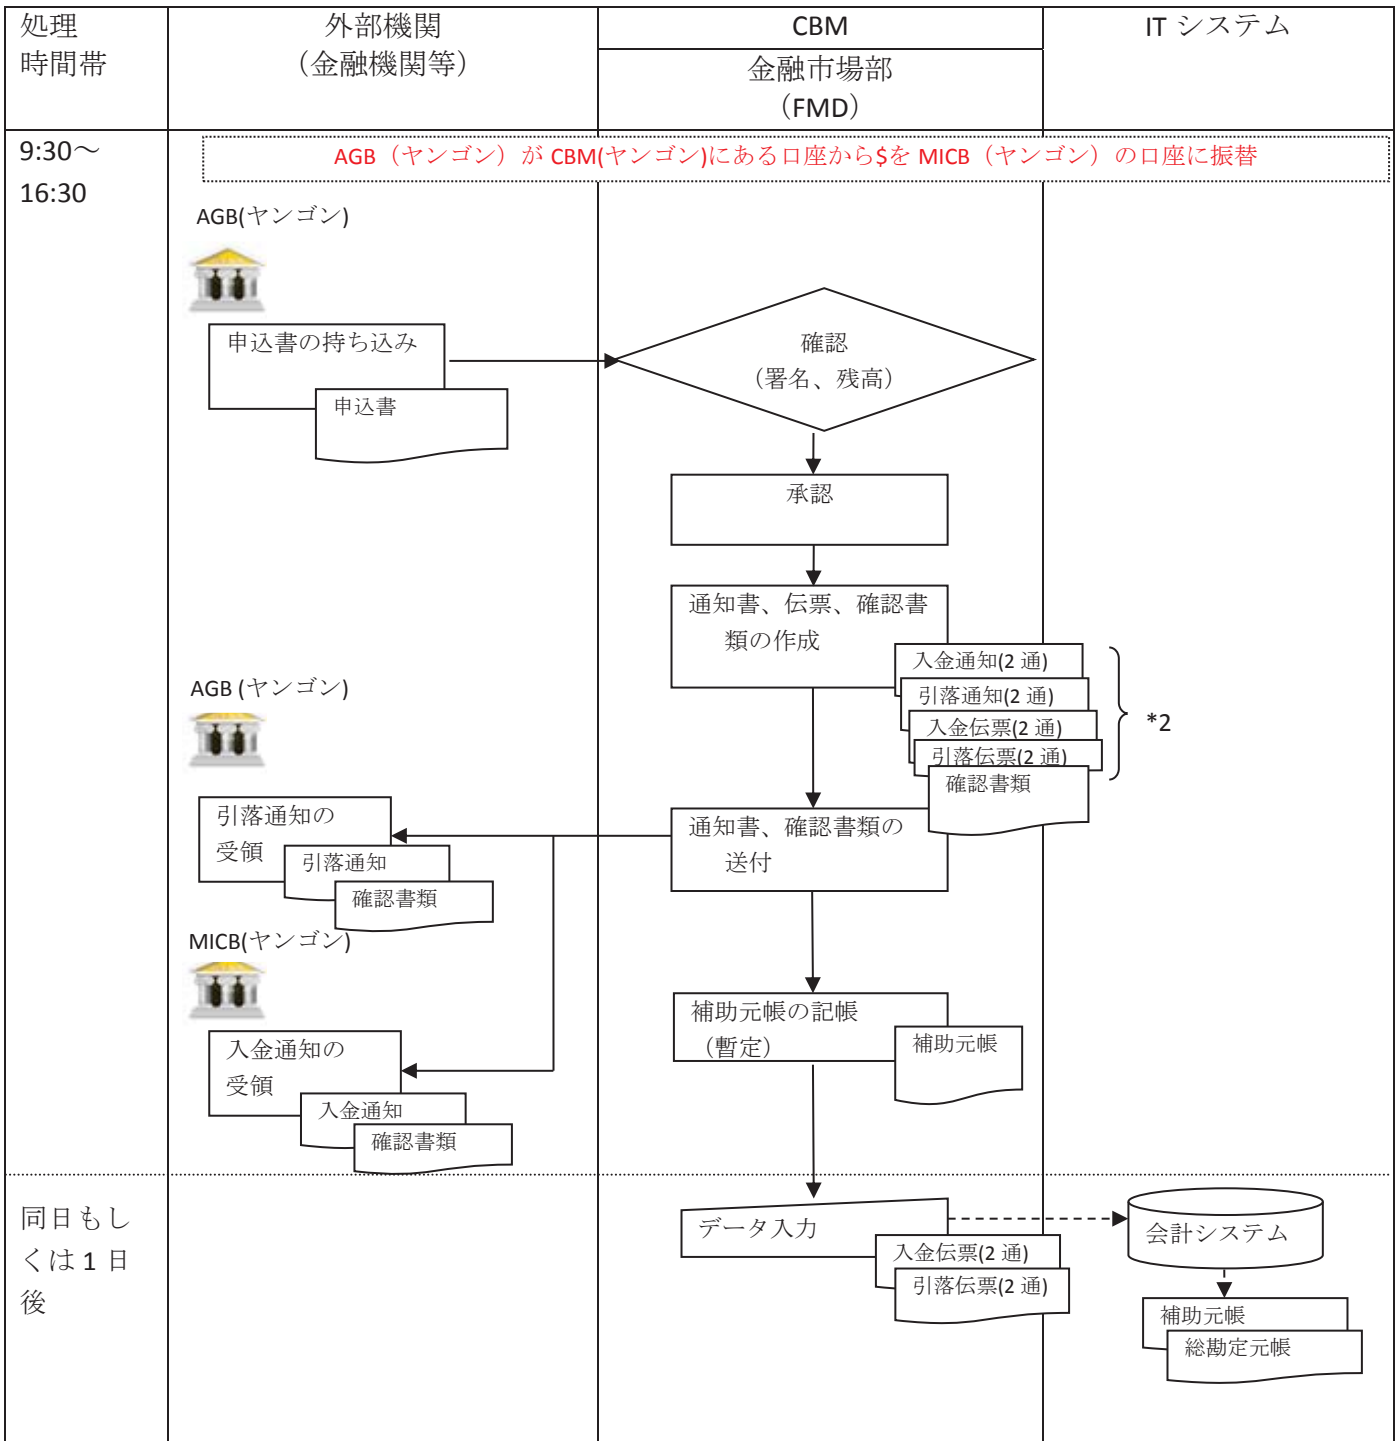 処理
時間帯
外部機関
（金融機関等）
CBM
金融市場部
（FMD）
IT システム
9:30～
16:30
AGB（ヤンゴン）が CBM(ヤンゴン)にある口座から$を MICB（ヤンゴン）の口座に振替
AGB(ヤンゴン)
申込書の持ち込み
申込書
確認
（署名、残高）
承認
通知書、伝票、確認書
類の作成
入金通知(2 通)
引落通知(2 通)
入金伝票(2 通)
引落伝票(2 通)
確認書類
*2
AGB (ヤンゴン)
引落通知の
受領
引落通知
確認書類
通知書、確認書類の
送付
MICB(ヤンゴン)
入金通知の
受領
入金通知
確認書類
補助元帳の記帳
（暫定）
補助元帳
同日もし
くは 1 日
後
データ入力
入金伝票(2 通)
引落伝票(2 通)
会計システム
補助元帳
総勘定元帳